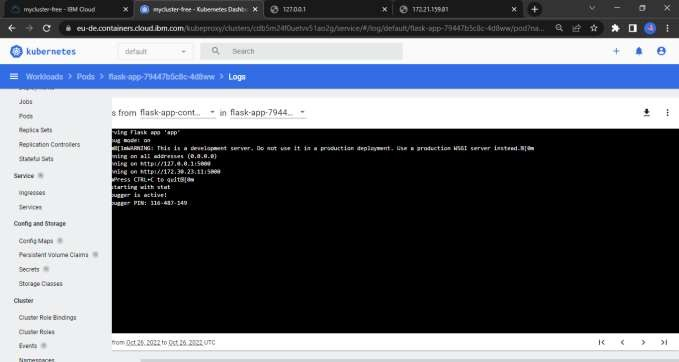 mycluster-free - IBM Cloud
mycluster-free - Kubernetes Dashbo
127.0.0.1
172.21.159.81
eu-de.containers.cloud.ibm.com/kubeproxy/clusters/cdb5m24f0uetvv51ao2g/service/#/log/default/flask-app-79447b5c8c-4d8ww/pod?na...
kubernetes
default
Search
Workloads > Pods > flask-app-79447b5c8c-4d8ww > Logs
Jobs
Pods
Replica Sets
Replication Controllers
Stateful Sets
Service N
Ingresses
Services
Config and Storage
Config Maps N
Persistent Volume Claims N
Secrets N
Storage Classes
Cluster
Cluster Role Bindings
Cluster Roles
Events N
Namespaces
s from flask-app-cont... in flask-app-7944...
rving Flask app 'app'
bug mode: on
[1mWARNING: This is a development server. Do not use it in a production deployment. Use a production WSGI server instead.[0m
nning on all addresses (0.0.0.0)
nning on http://127.0.0.1:5000
nning on http://172.30.23.11:5000
Press CTRL+C to quit[0m
starting with stat
bugger is active!
bugger PIN: 116-487-149
from Oct 26, 2022 to Oct 26, 2022 UTC